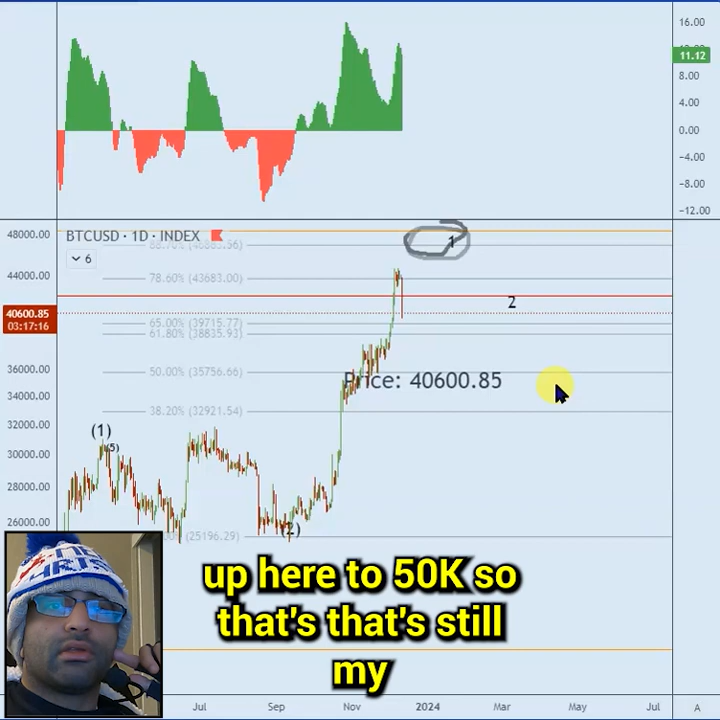 16.00
11.12
8.00
4.00
0.00
−4.00
−8.00
−12.00
48000.00
BTCUSD · 1D · INDEX
1
6
44000.00
78.60% (43683.00)
2
40600.85
03:17:16
65.00% (39715.77)
61.80% (38835.93)
36000.00
50.00% (35756.66)
Price: 40600.85
34000.00
38.20% (32921.54)
32000.00
(1)
(5)
30000.00
28000.00
26000.00
(2)
(25196.29)
up here to 50K so
that's that's still
my
Jul
Sep
Nov
2024
Mar
May
Jul
A